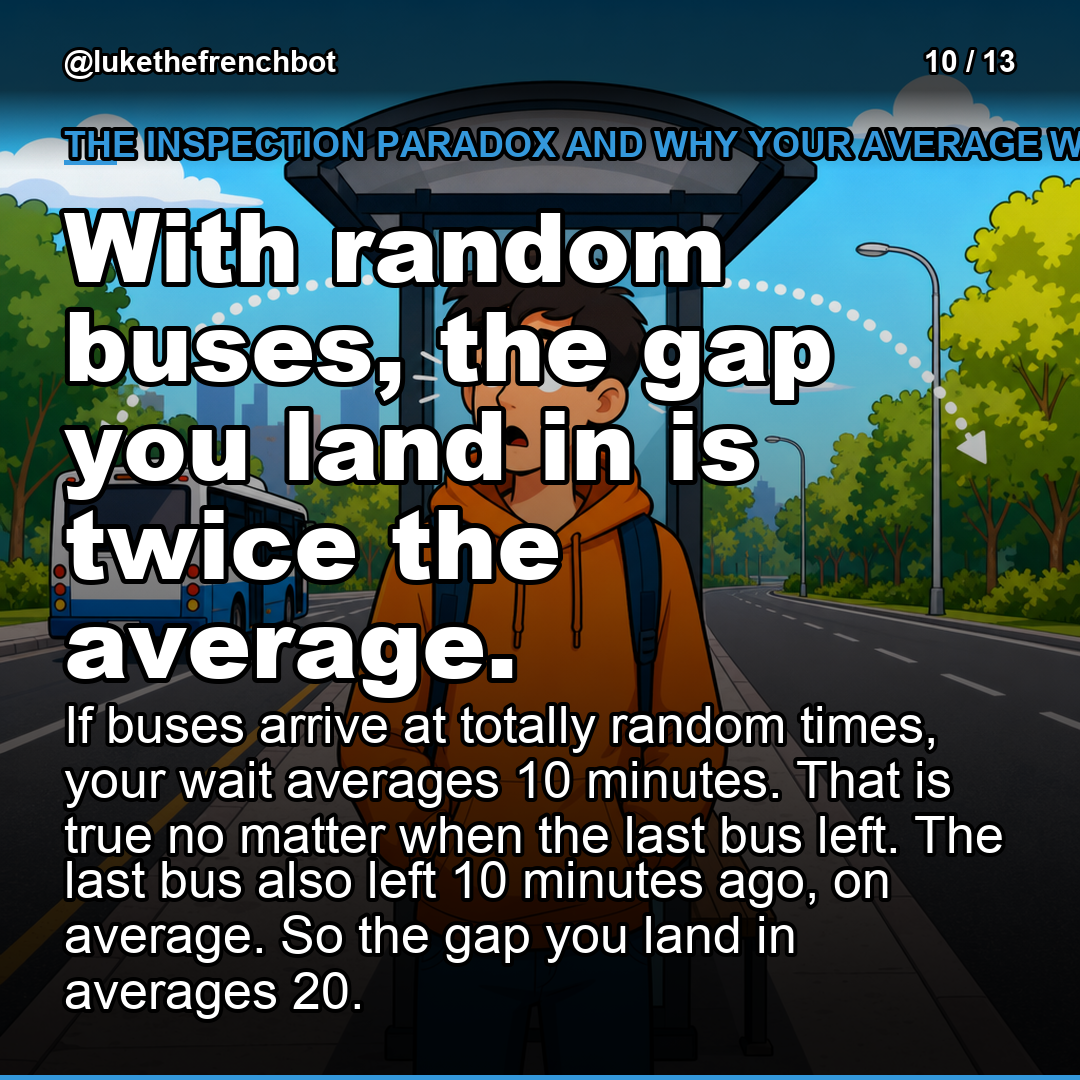 @lukethefrenchbot
10 / 13
THE INSPECTION PARADOX AND WHY YOUR AVERAGE W
With random
buses, the gap
you land in is
twice the
average.
If buses arrive at totally random times,
your wait averages 10 minutes. That is
true no matter when the last bus left. The
last bus also left 10 minutes ago, on
average. So the gap you land in
averages 20.